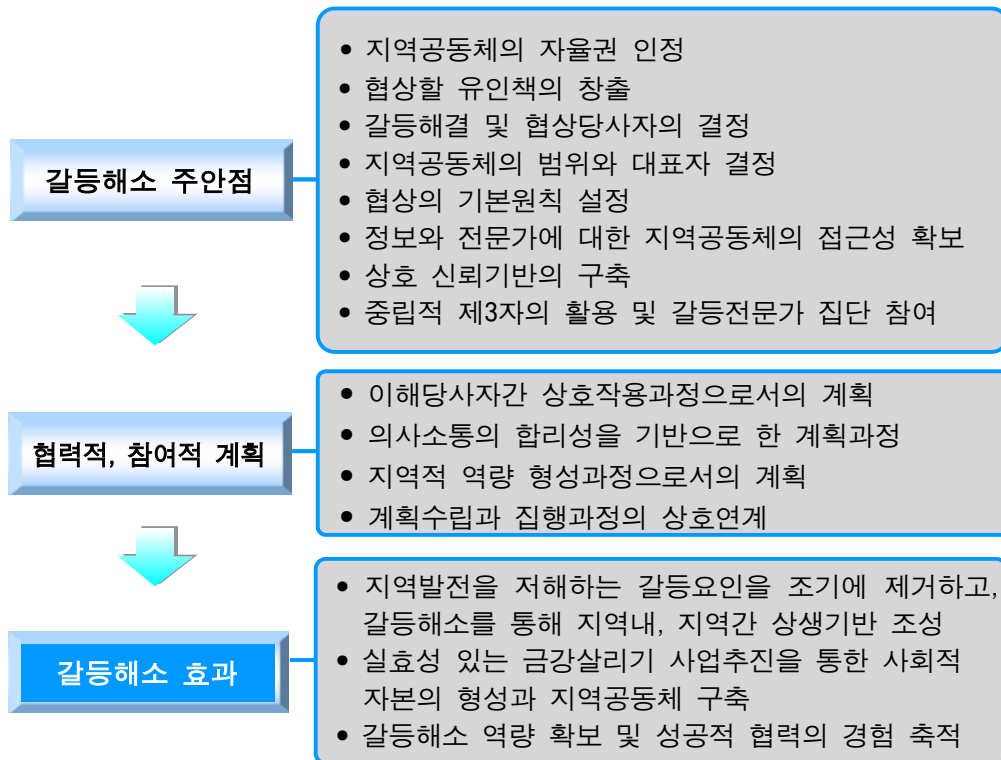 갈등해소 주안점
• 지역공동체의 자율권 인정
• 협상할 유인책의 창출
• 갈등해결 및 협상당사자의 결정
• 지역공동체의 범위와 대표자 결정
• 협상의 기본원칙 설정
• 정보와 전문가에 대한 지역공동체의 접근성 확보
• 상호 신뢰기반의 구축
• 중립적 제3자의 활용 및 갈등전문가 집단 참여
협력적, 참여적 계획
• 이해당사자간 상호작용과정으로서의 계획
• 의사소통의 합리성을 기반으로 한 계획과정
• 지역적 역량 형성과정으로서의 계획
• 계획수립과 집행과정의 상호연계
갈등해소 효과
• 지역발전을 저해하는 갈등요인을 조기에 제거하고,
갈등해소를 통해 지역내, 지역간 상생기반 조성
• 실효성 있는 금강살리기 사업추진을 통한 사회적
자본의 형성과 지역공동체 구축
• 갈등해소 역량 확보 및 성공적 협력의 경험 축적